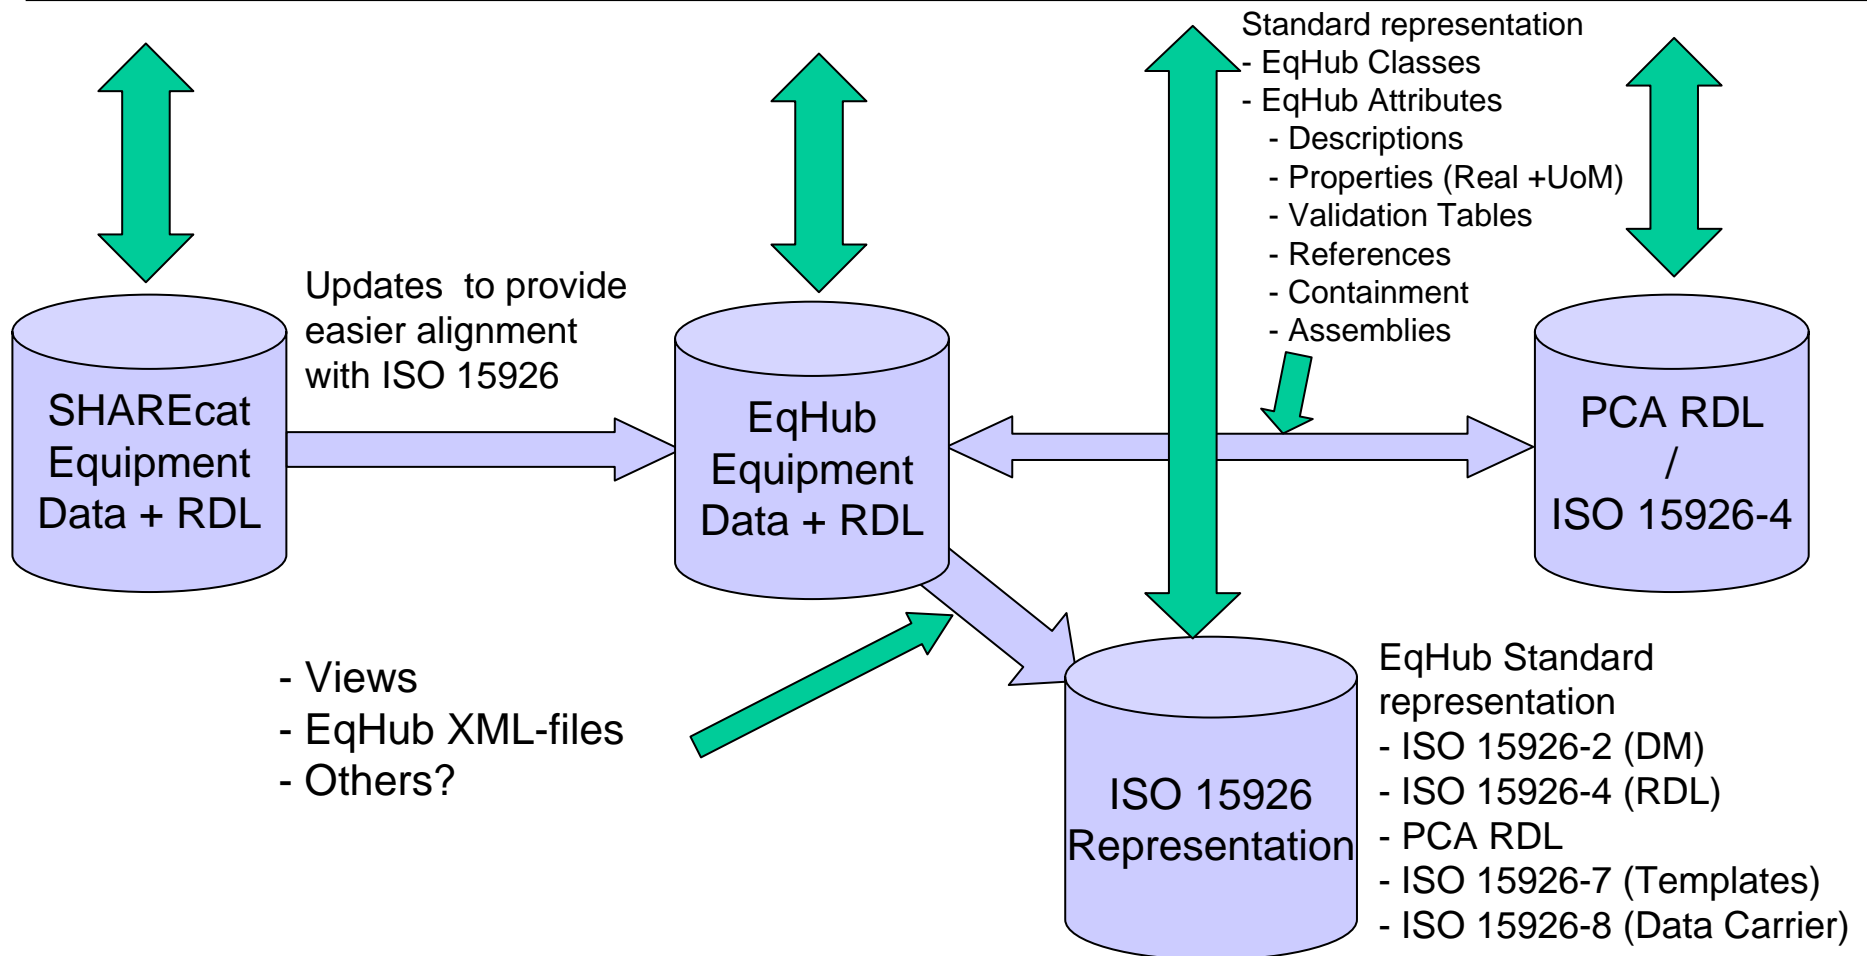 Standard representation
- EqHub Classes
- EqHub Attributes
- Descriptions
- Properties (Real +UoM)
- Validation Tables
- References
- Containment
- Assemblies
Updates  to provide
easier alignment
with ISO 15926
SHAREcat
Equipment
Data + RDL
EqHub
Equipment
Data + RDL
PCA RDL
/
ISO 15926-4
- Views
- EqHub XML-files
- Others?
ISO 15926
Representation
EqHub Standard
representation
- ISO 15926-2 (DM)
- ISO 15926-4 (RDL)
- PCA RDL
- ISO 15926-7 (Templates)
- ISO 15926-8 (Data Carrier)